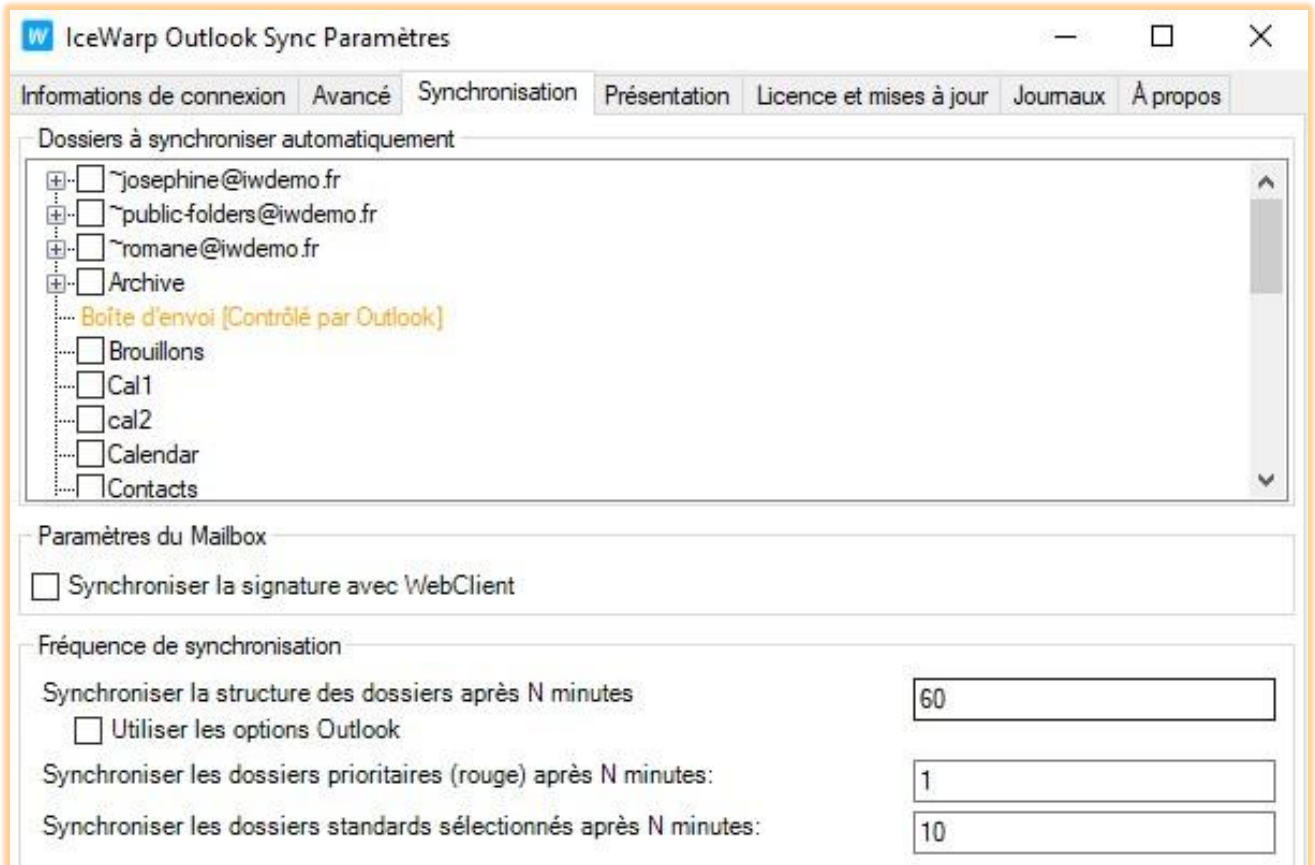 W IceWarp Outlook Sync Paramètres
Informations de connexion Avancé Synchronisation Présentation Licence et mises à jour Journaux À propos
Dossiers à synchroniser automatiquement
~josephine@iwdemo.fr
~public-folders@iwdemo.fr
~romane@iwdemo.fr
Archive
Boîte d'envoi [Contrôlé par Outlook]
Brouillons
Cal1
cal2
Calendar
Contacts
Paramètres du Mailbox
Synchroniser la signature avec WebClient
Fréquence de synchronisation
Synchroniser la structure des dossiers après N minutes 60
Utiliser les options Outlook
Synchroniser les dossiers prioritaires (rouge) après N minutes: 1
Synchroniser les dossiers standards sélectionnés après N minutes: 10